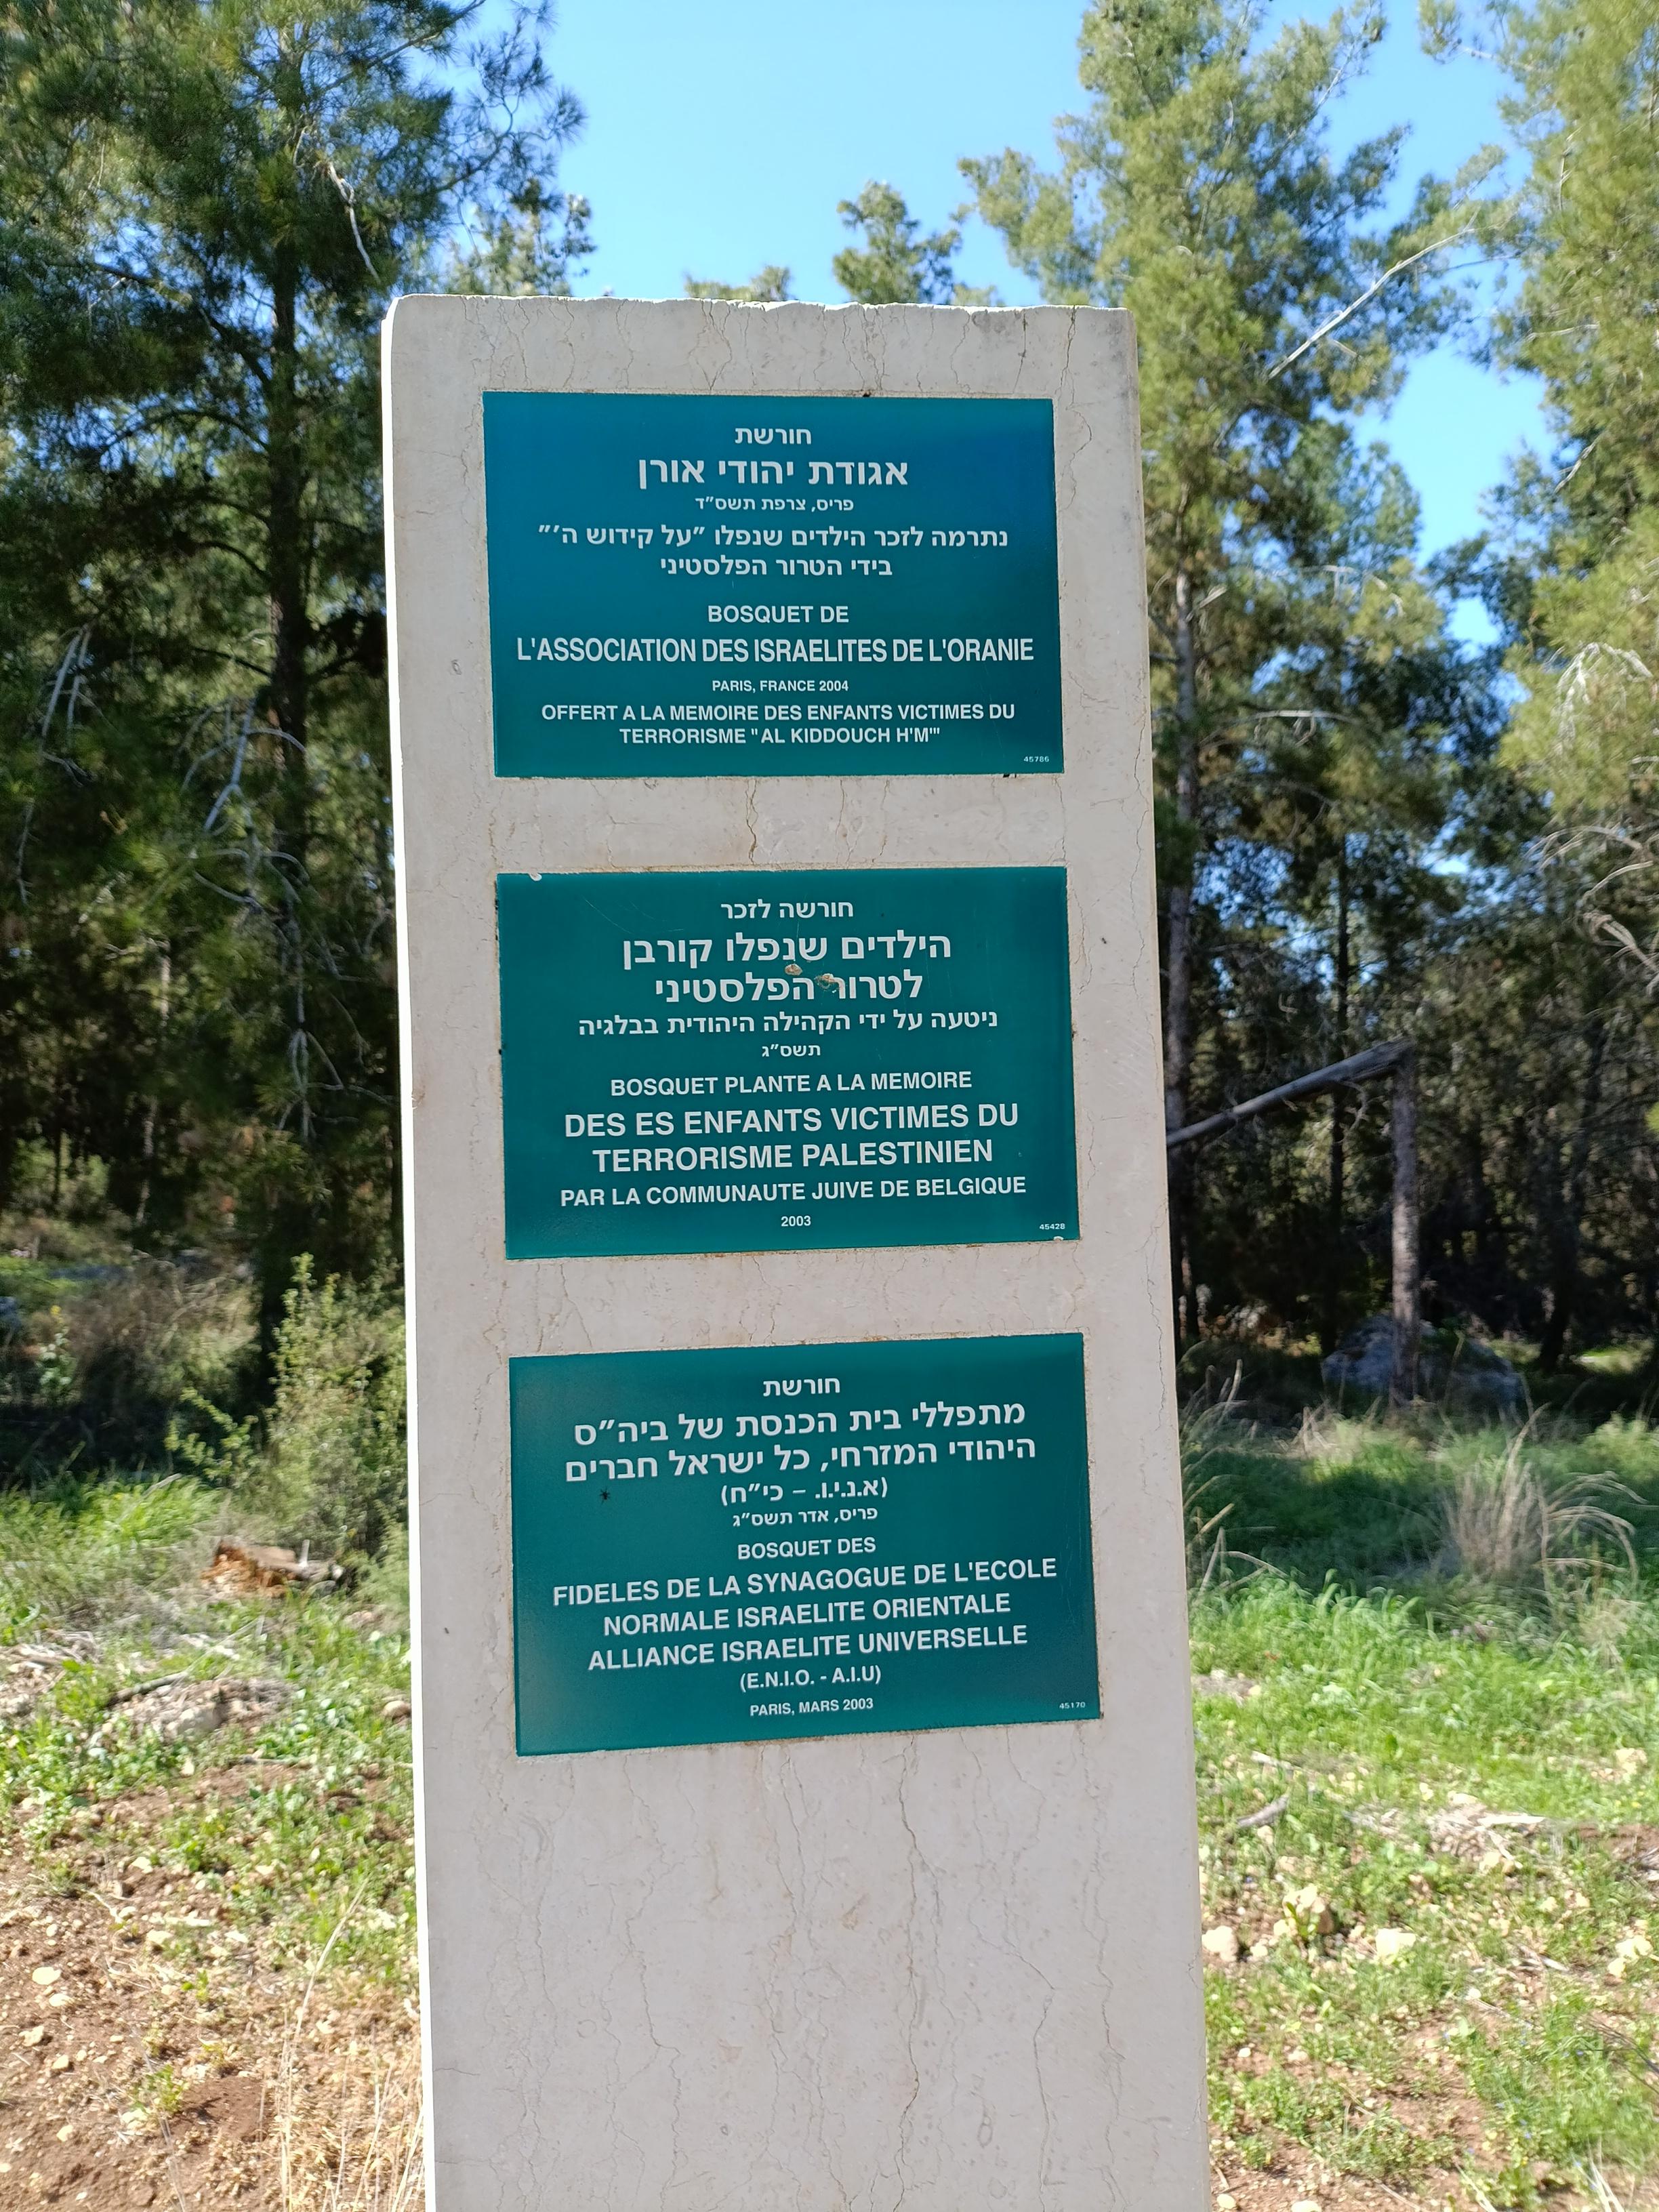 חורשת
אגודת יהודי אורן
פריס, צרפת תשס"ד
נתרמה לזכר הילדים שנפלו "על קידוש ה'"
בידי הטרור הפלסטיני
BOSQUET DE
L'ASSOCIATION DES ISRAELITES DE L'ORANIE
PARIS, FRANCE 2004
OFFERT A LA MEMOIRE DES ENFANTS VICTIMES DU
TERRORISME "AL KIDDOUCH H'M'"
45786
חורשה לזכר
הילדים שנפלו קורבן
לטרור הפלסטיני
ניטעה על ידי הקהילה היהודית בבלגיה
תשס"ג
BOSQUET PLANTE A LA MEMOIRE
DES ES ENFANTS VICTIMES DU
TERRORISME PALESTINIEN
PAR LA COMMUNAUTE JUIVE DE BELGIQUE
2003
45428
חורשת
מתפללי בית הכנסת של ביה"ס
היהודי המזרחי, כל ישראל חברים
(א.נ.י.ו. - כי"ח)
פריס, אדר תשס"ג
BOSQUET DES
FIDELES DE LA SYNAGOGUE DE L'ECOLE
NORMALE ISRAELITE ORIENTALE
ALLIANCE ISRAELITE UNIVERSELLE
(E.N.I.O. - A.I.U)
PARIS, MARS 2003
45170